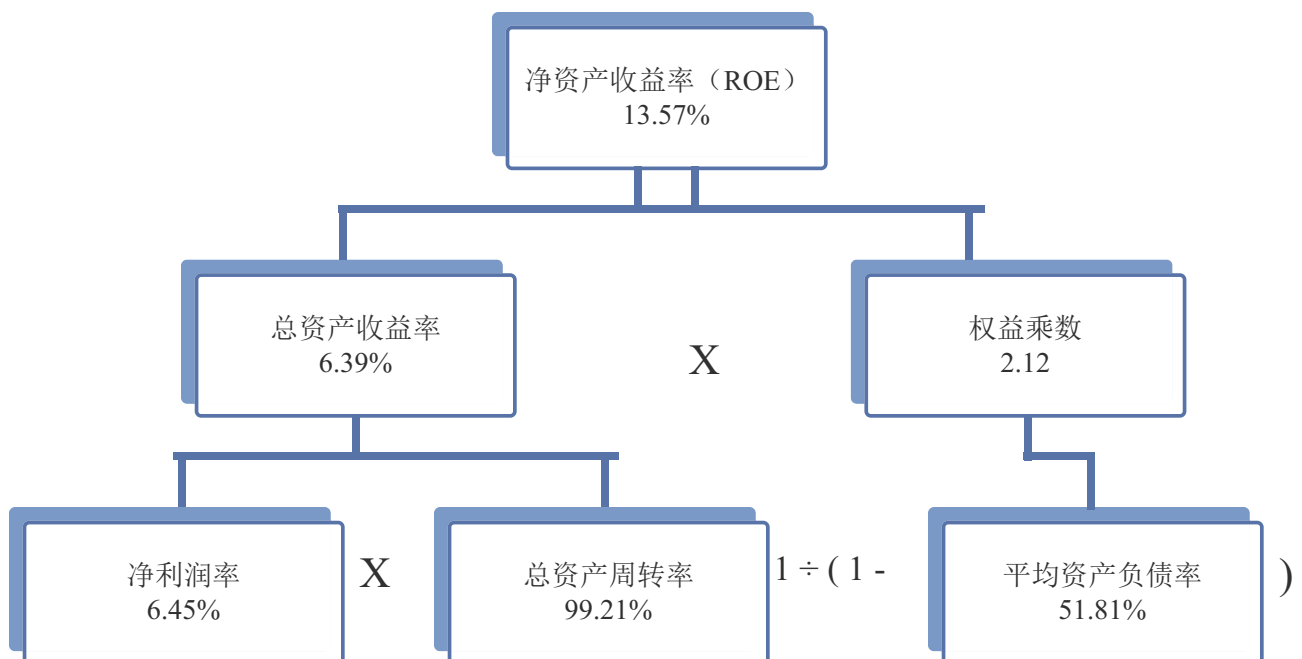 净资产收益率（ROE）
13.57%
总资产收益率
6.39%
X
权益乘数
2.12
净利润率
6.45%
X
总资产周转率
99.21%
1 ÷ ( 1 -
平均资产负债率
51.81%
)